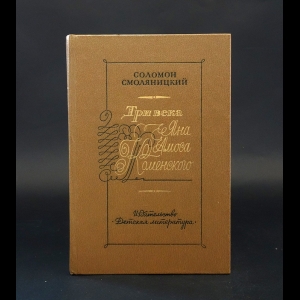 СОЛОМОН
СМОЛЯНИЦКИЙ
Три века
Яна
Амоса
Коменского
Издательство
"Детская литература"